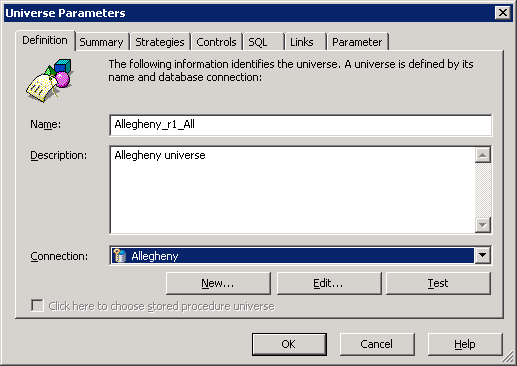 Universe Parameters
Definition Summary Strategies Controls SQL Links Parameter
The following information identifies the universe. A universe is defined by its
name and database connection:
Name: Allegheny_r1_All
Description: Allegheny universe
Connection: Allegheny
New... Edit... Test
Click here to choose stored procedure universe
OK Cancel Help